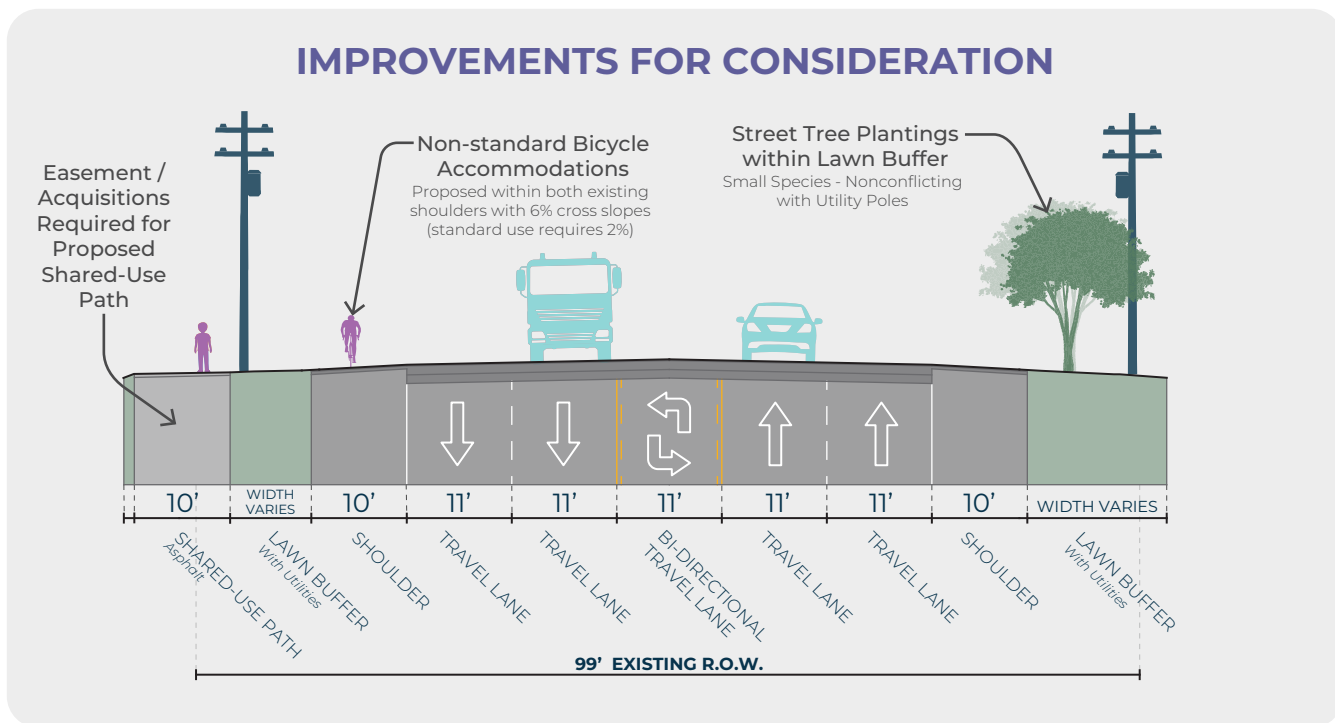 IMPROVEMENTS FOR CONSIDERATION
Easement /
Acquisitions
Required for
Proposed
Shared-Use
Path
Non-standard Bicycle
Accommodations
Proposed within both existing
shoulders with 6% cross slopes
(standard use requires 2%)
Street Tree Plantings
within Lawn Buffer
Small Species - Nonconflicting
with Utility Poles
10’
WIDTH
VARIES
10’
11’
11’
11’
11’
11’
10’
WIDTH VARIES
SHARED-USE PATH
Asphalt
LAWN BUFFER
With Utilities
SHOULDER
TRAVEL LANE
TRAVEL LANE
BI-DIRECTIONAL
TRAVEL LANE
TRAVEL LANE
TRAVEL LANE
SHOULDER
LAWN BUFFER
With Utilities
99’ EXISTING R.O.W.